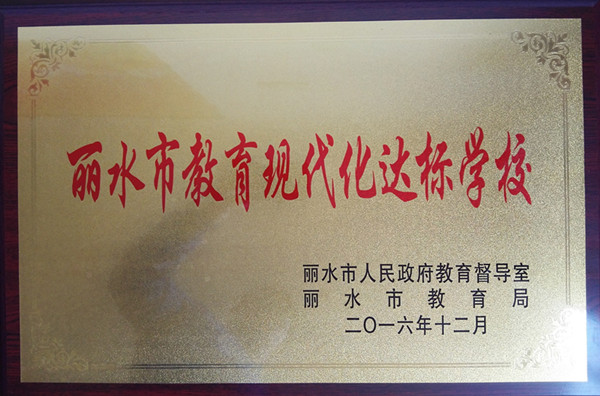 丽水市教育现代化达标学校
丽水市人民政府教育督导室
丽水市教育局
二〇一六年十二月